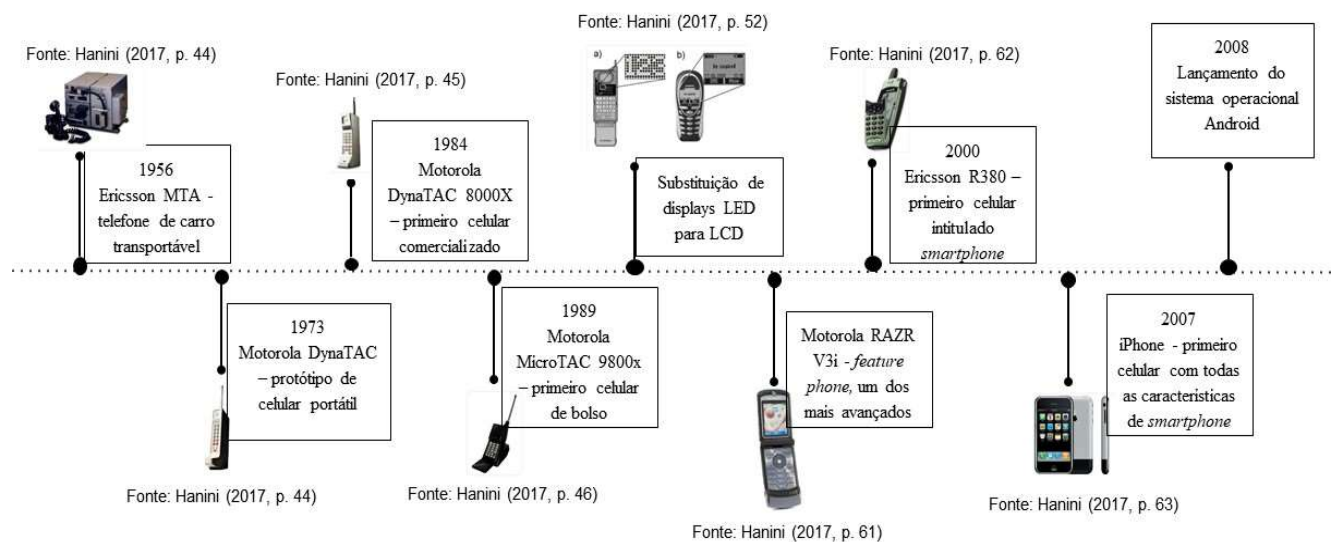 Fonte: Hanini (2017, p. 44)
1956
Ericsson MTA -
telefone de carro
transportável
1973
Motorola DynaTAC
– protótipo de
celular portátil
Fonte: Hanini (2017, p. 44)
Fonte: Hanini (2017, p. 45)
1984
Motorola
DynaTAC 8000X
– primeiro celular
comercializado
1989
Motorola
MicroTAC 9800x
– primeiro celular
de bolso
Fonte: Hanini (2017, p. 46)
Fonte: Hanini (2017, p. 52)
a)
b)
Substituição de
displays LED
para LCD
Motorola RAZR
V3i - feature
phone, um dos
mais avançados
Fonte: Hanini (2017, p. 61)
Fonte: Hanini (2017, p. 62)
2000
Ericsson R380 –
primeiro celular
intitulado
smartphone
2007
iPhone - primeiro
celular com todas
as caracteristicas
de smartphone
Fonte: Hanini (2017, p. 63)
2008
Lançamento do
sistema operacional
Android